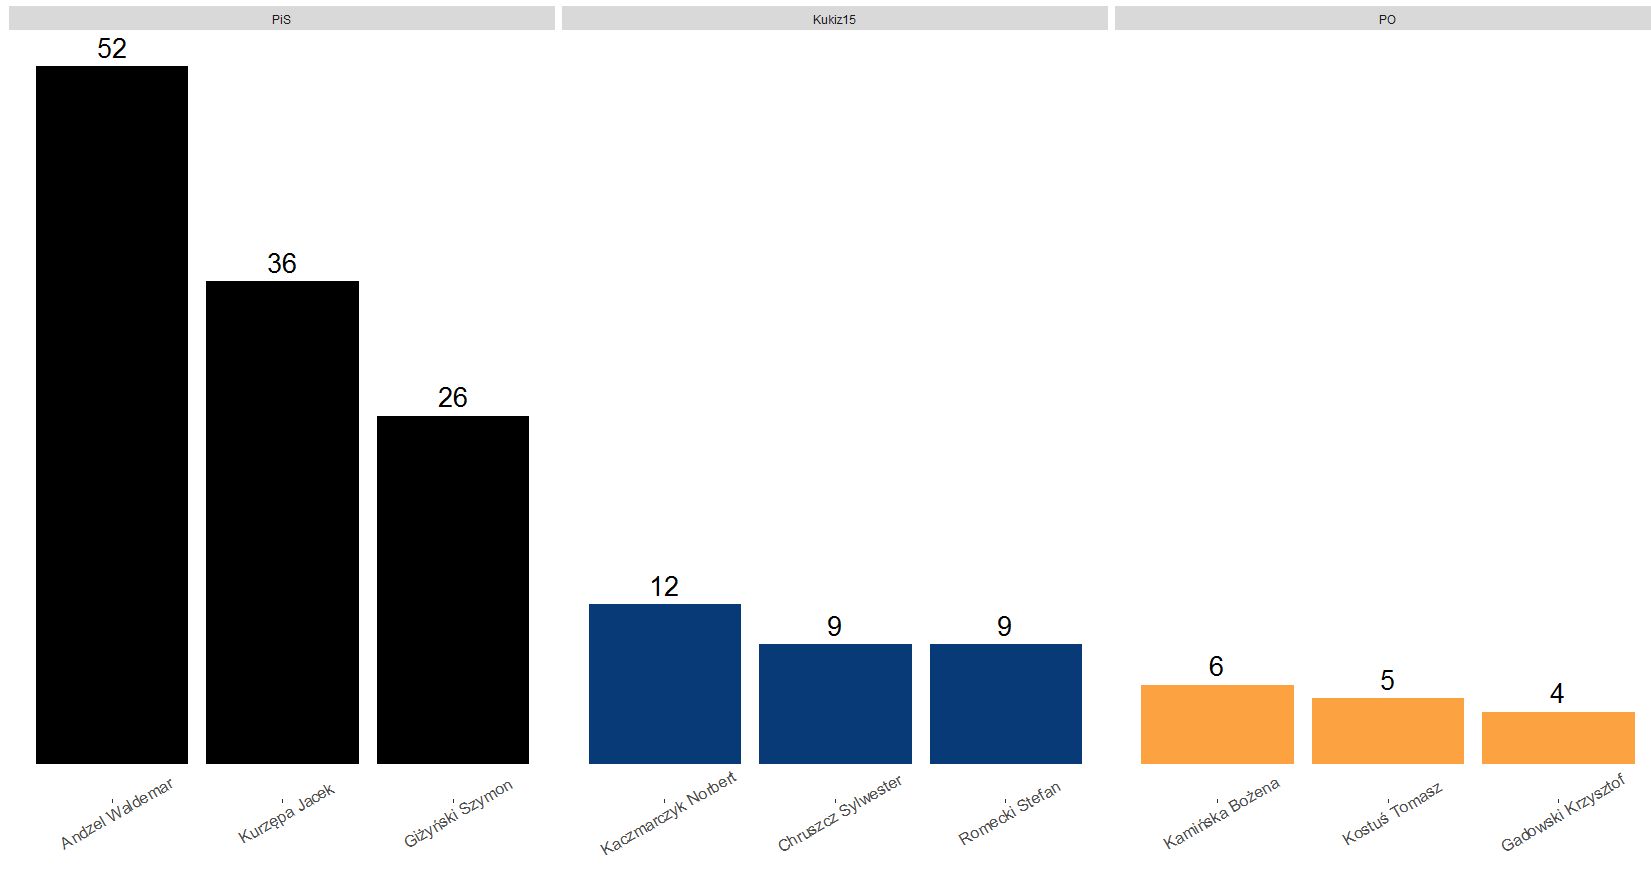 PiS
Kukiz15
PO
52
36
26
12
9
9
6
5
4
Andzel Waldemar
Kurzępa Jacek
Giżyński Szymon
Kaczmarczyk Norbert
Chruszcz Sylwester
Romecki Stefan
Kamińska Bożena
Kostuś Tomasz
Gadowski Krzysztof